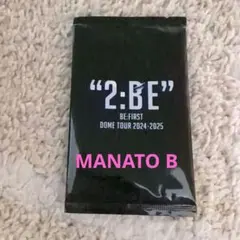 “2:BE”
BE:FIRST
DOME TOUR 2024-2025
MANATO B